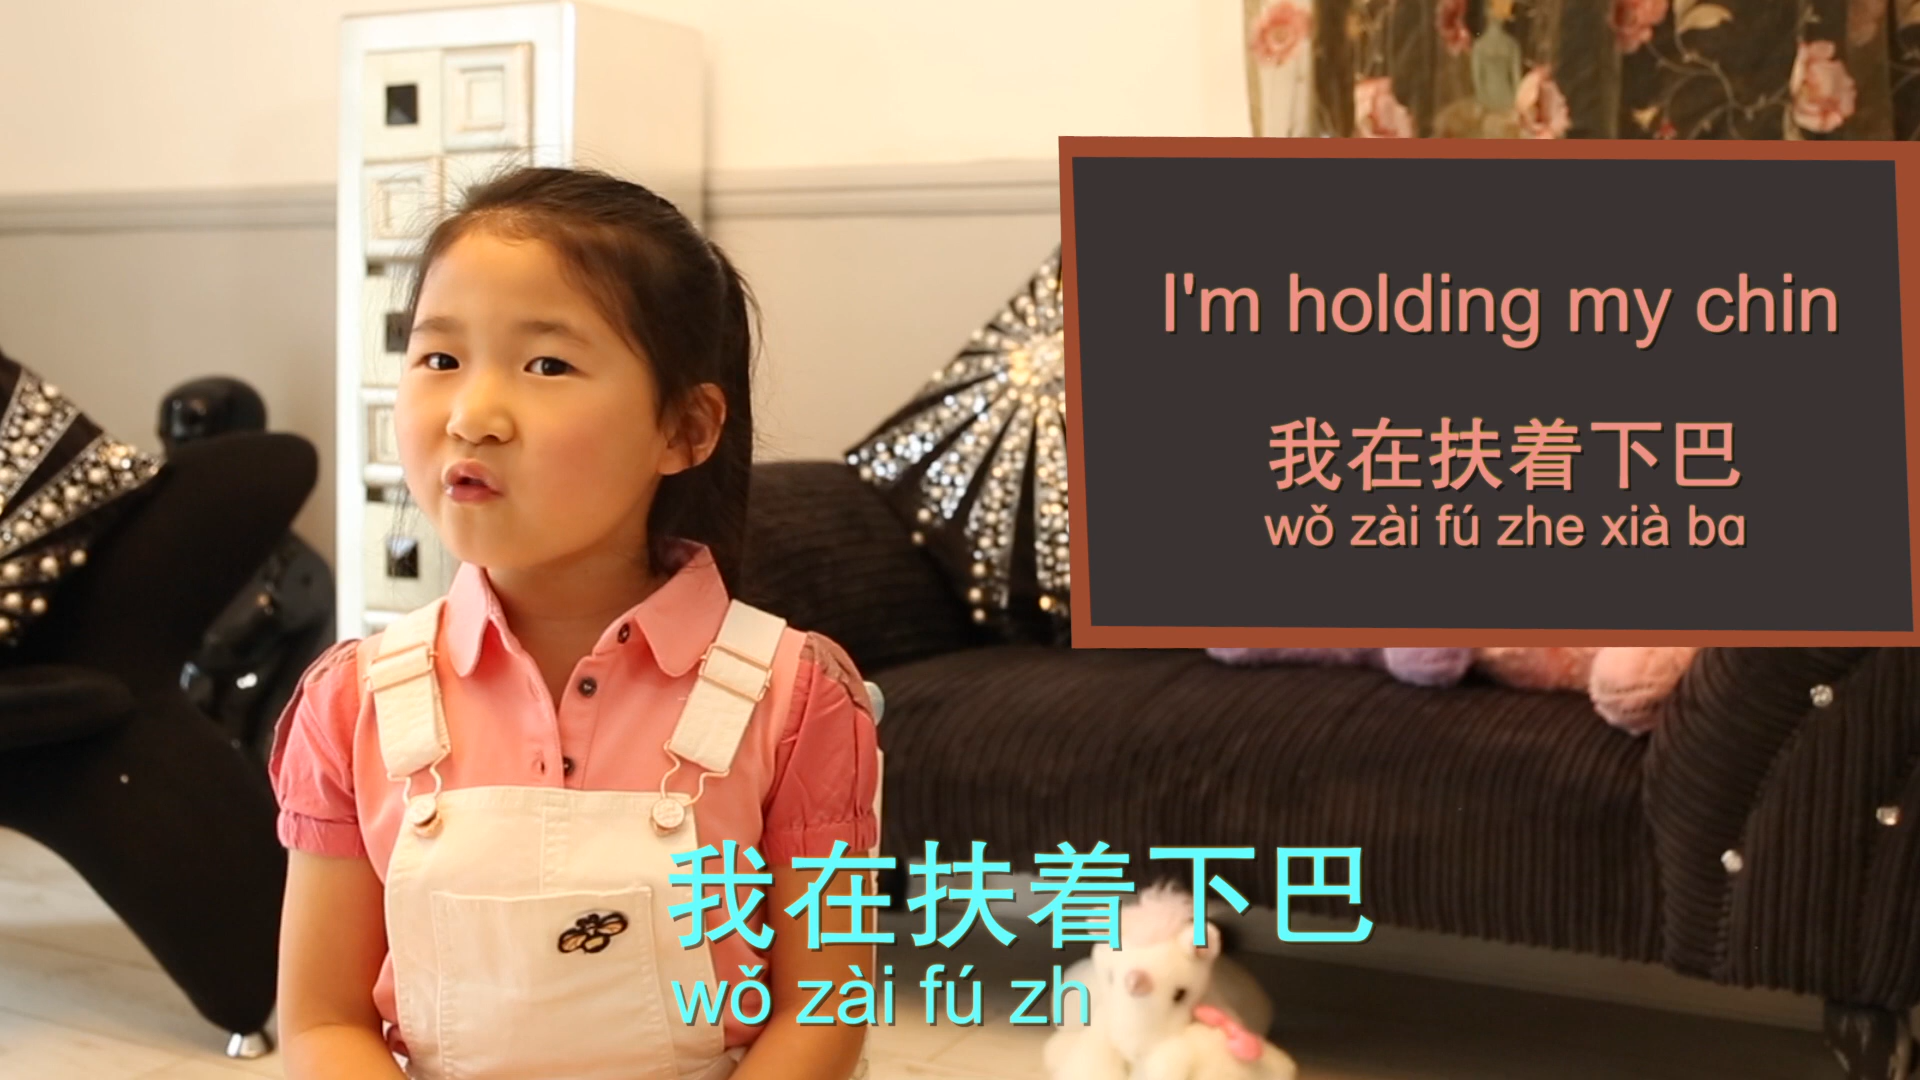 I'm holding my chin
我在扶着下巴
wǒ zài fú zhe xià bɑ
我在扶着下巴
wǒ zài fú zh